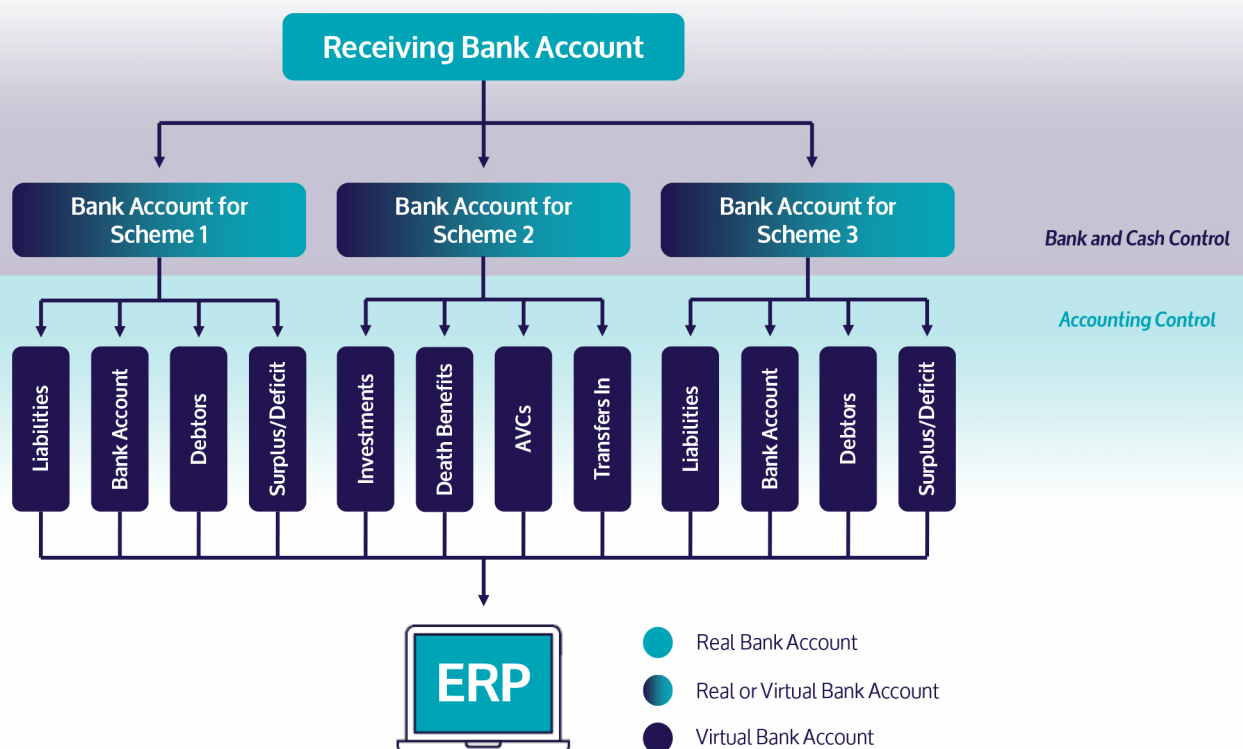 Receiving Bank Account
Bank Account for
Scheme 1
Bank Account for
Scheme 2
Bank Account for
Scheme 3
Bank and Cash Control
Accounting Control
Liabilities
Bank Account
Debtors
Surplus/Deficit
Investments
Death Benefits
AVCs
Transfers In
Liabilities
Bank Account
Debtors
Surplus/Deficit
ERP
Real Bank Account
Real or Virtual Bank Account
Virtual Bank Account